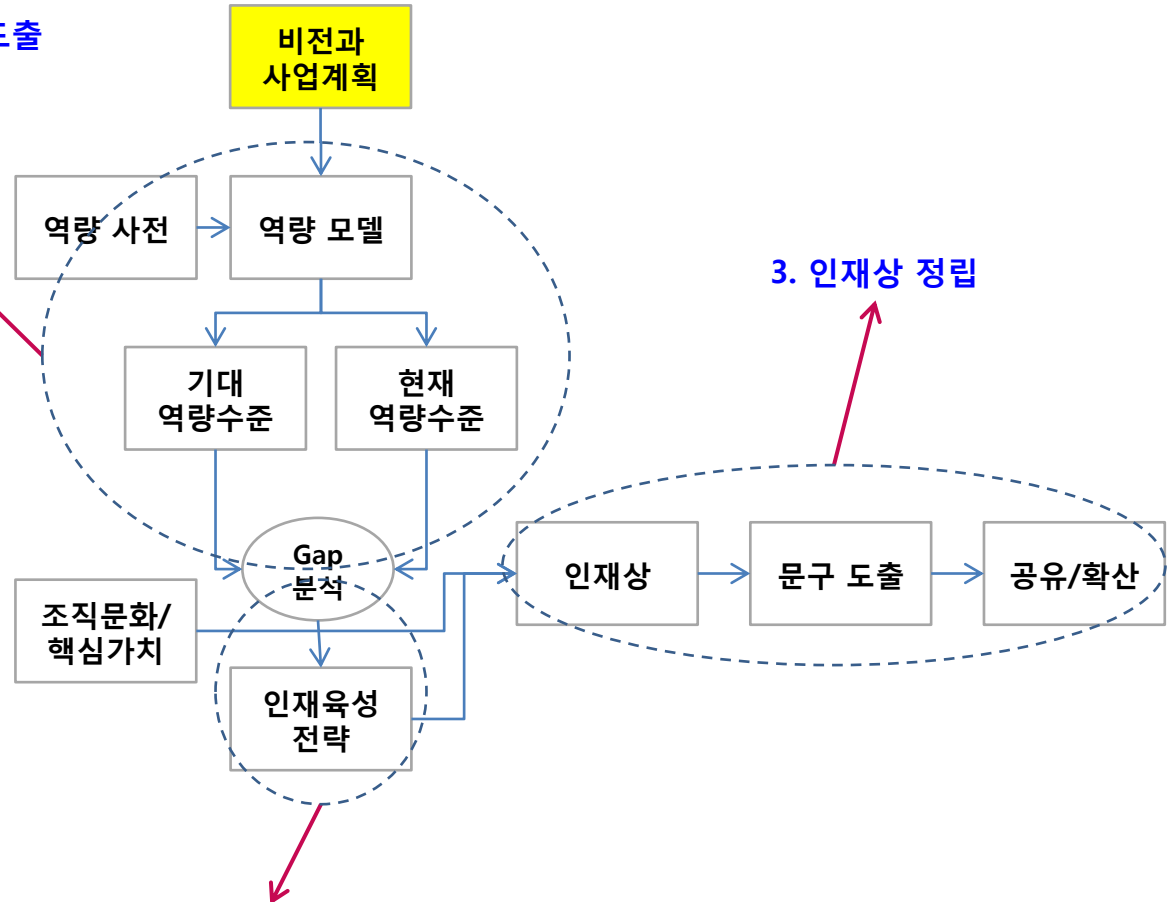 도출
비전과
사업계획
역량 사전
역량 모델
3. 인재상 정립
기대
역량수준
현재
역량수준
Gap
분석
인재상
문구 도출
공유/확산
조직문화/
핵심가치
인재육성
전략